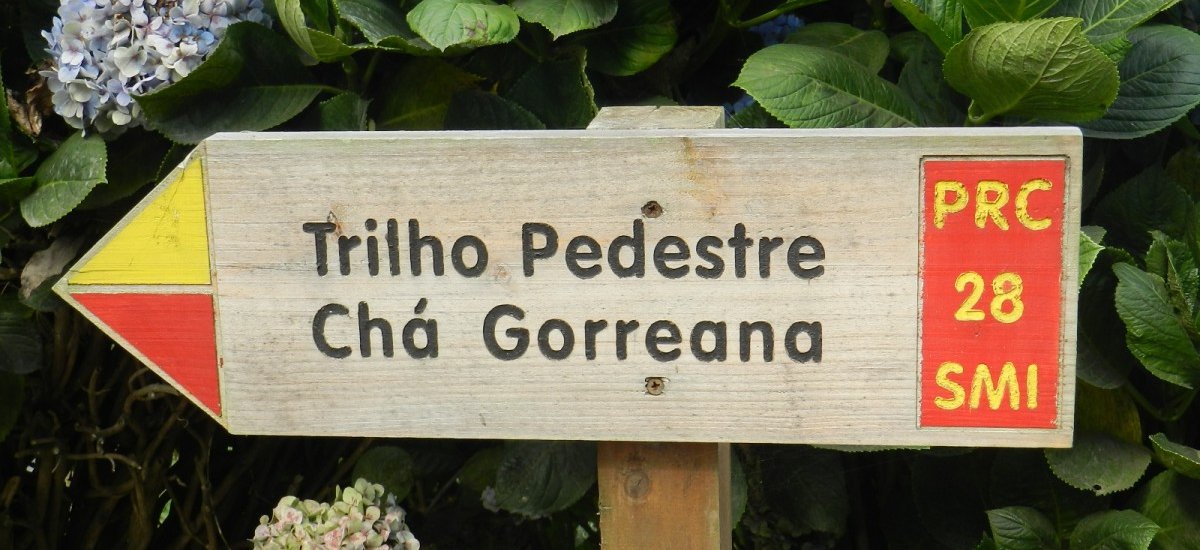 Trilho Pedestre
Chá Gorreana
PRC
28
SMI